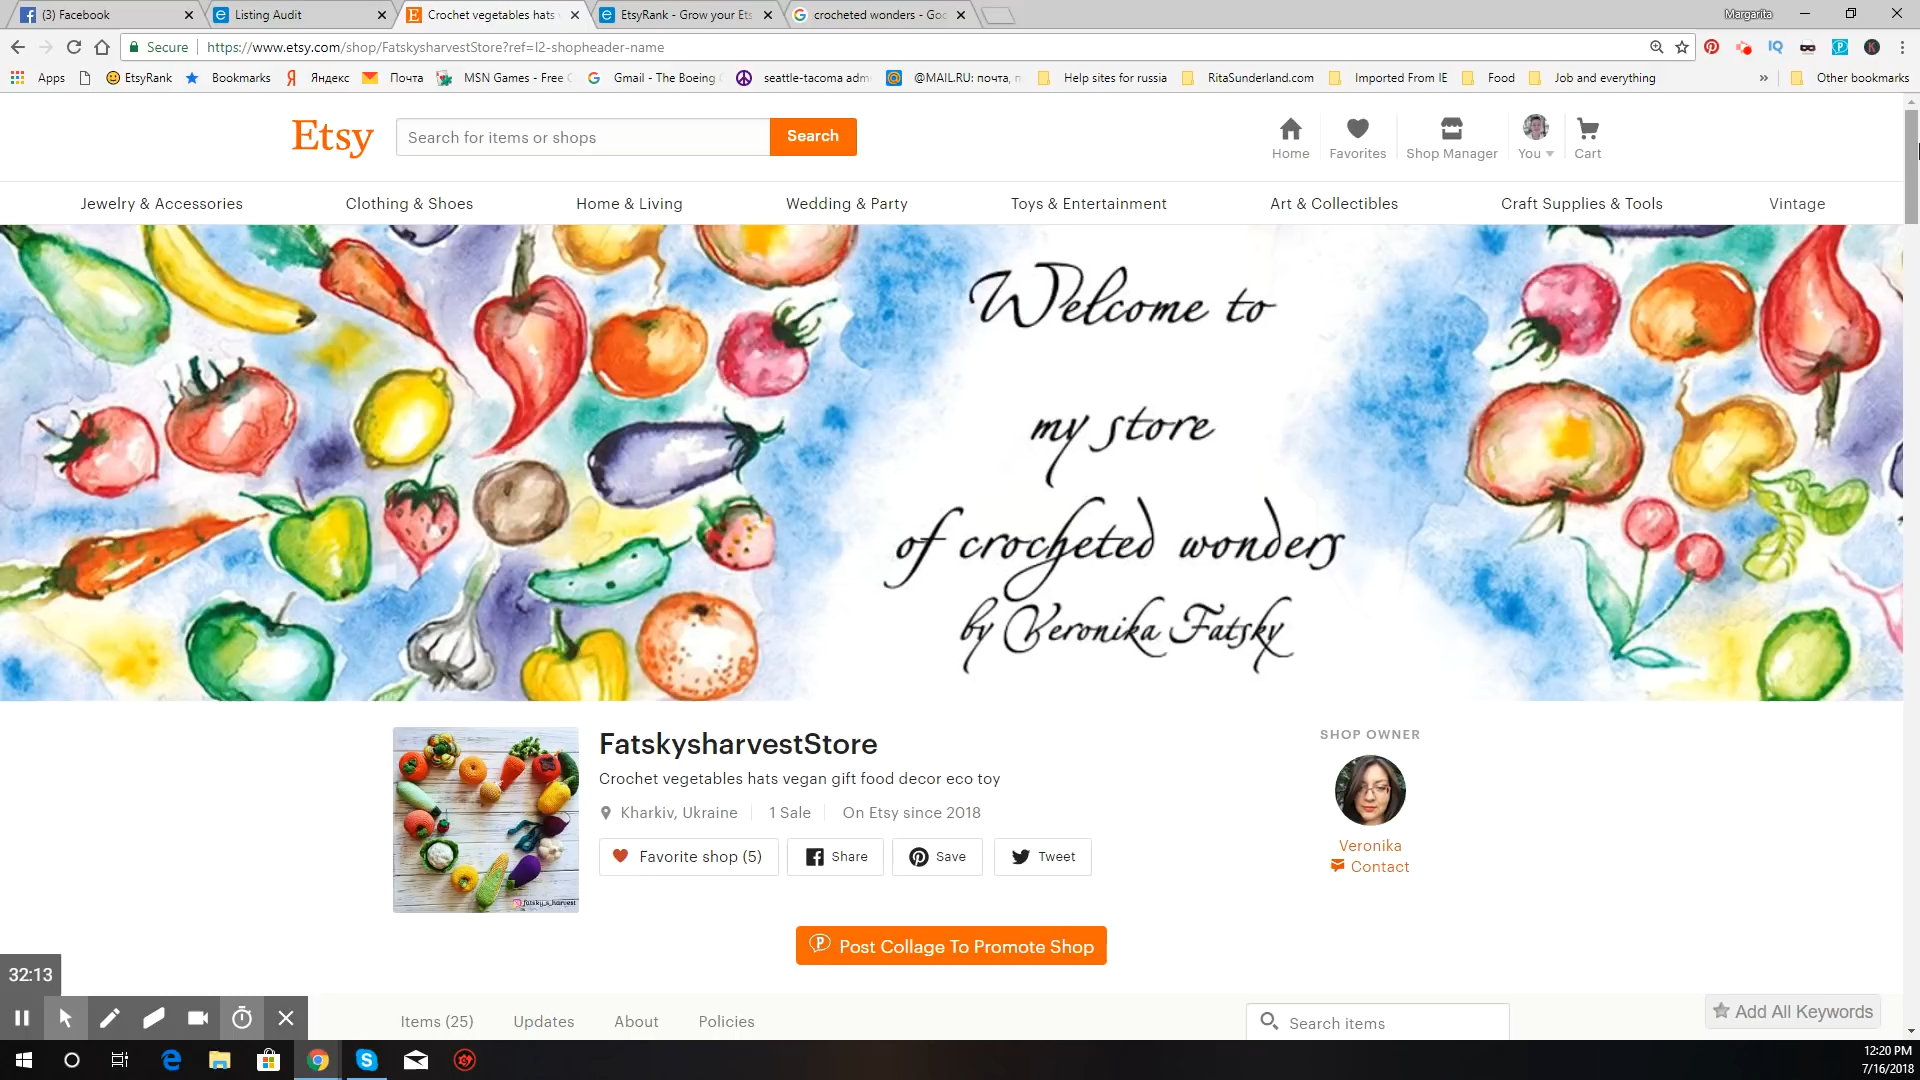 (3) Facebook
Listing Audit
Crochet vegetables hats
EtsyRank - Grow your Ets
crocheted wonders - Goo
Margarita
Secure
https://www.etsy.com/shop/FatskysharvestStore?ref=l2-shopheader-name
Apps
EtsyRank
Bookmarks
Яндекс
Почта
MSN Games - Free
Gmail - The Boeing
seattle-tacoma adm
@MAIL.RU: почта,
Help sites for russia
RitaSunderland.com
Imported From IE
Food
Job and everything
»
Other bookmarks
Etsy
Search for items or shops
Search
Home
Favorites
Shop Manager
You
Cart
Jewelry & Accessories
Clothing & Shoes
Home & Living
Wedding & Party
Toys & Entertainment
Art & Collectibles
Craft Supplies & Tools
Vintage
Welcome to
my store
of crocheted wonders
by Veronika Fatsky
FatskysharvestStore
Crochet vegetables hats vegan gift food decor eco toy
Kharkiv, Ukraine
1 Sale
On Etsy since 2018
Favorite shop (5)
Share
Save
Tweet
SHOP OWNER
Veronika
Contact
fatsky_s_harvest
Post Collage To Promote Shop
32:13
Items (25)
Updates
About
Policies
Search items
Add All Keywords
12:20 PM
7/16/2018